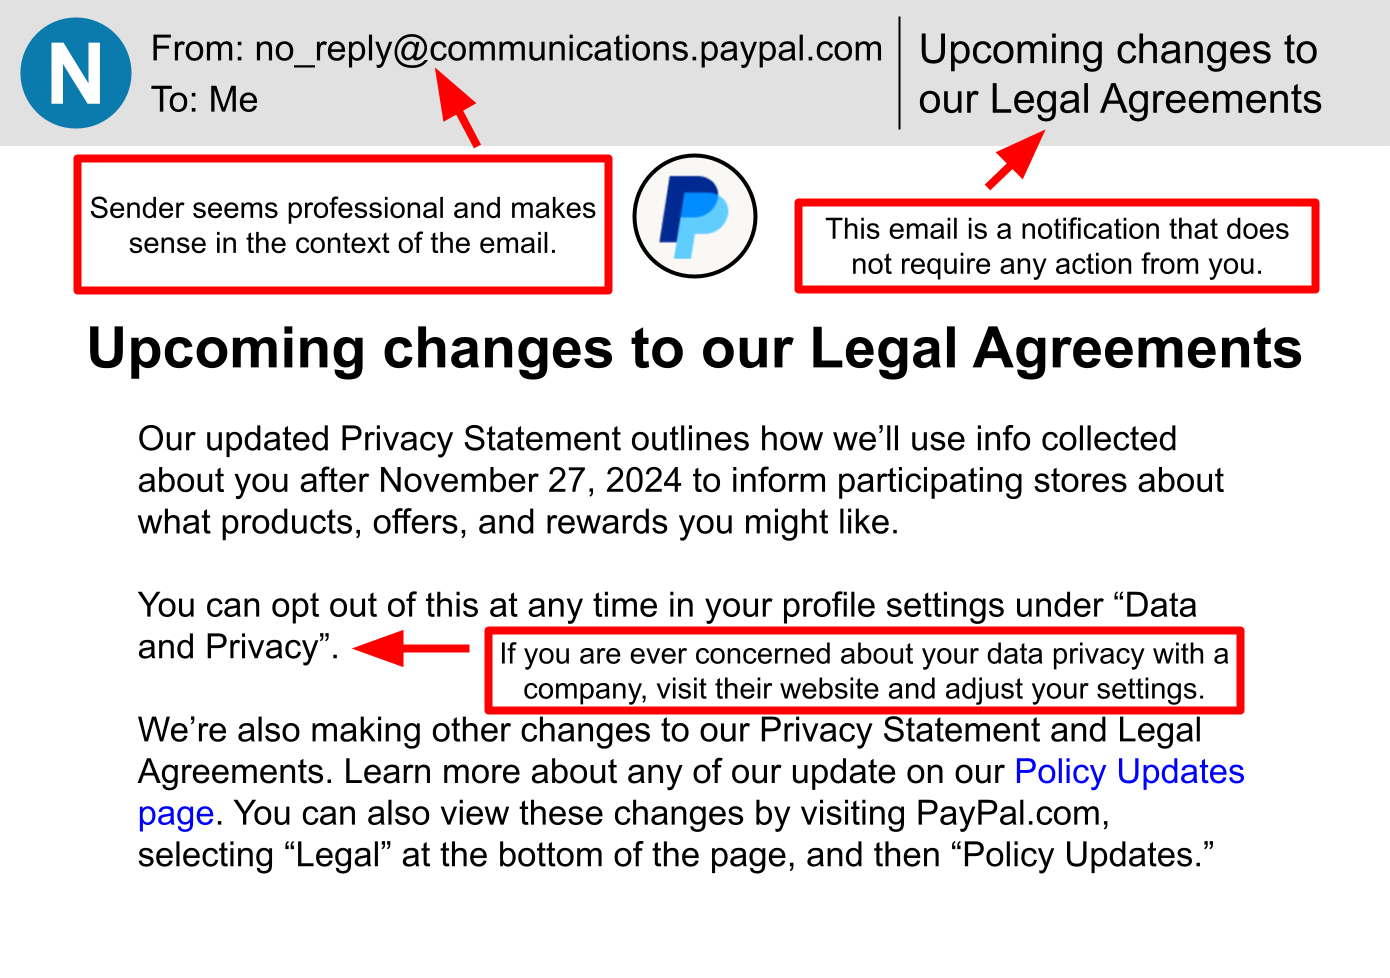 N
From: no_reply@communications.paypal.com
To: Me
Upcoming changes to
our Legal Agreements
Sender seems professional and makes
sense in the context of the email.
This email is a notification that does
not require any action from you.
Upcoming changes to our Legal Agreements
Our updated Privacy Statement outlines how we’ll use info collected
about you after November 27, 2024 to inform participating stores about
what products, offers, and rewards you might like.
You can opt out of this at any time in your profile settings under “Data
and Privacy”.
If you are ever concerned about your data privacy with a
company, visit their website and adjust your settings.
We’re also making other changes to our Privacy Statement and Legal
Agreements. Learn more about any of our update on our Policy Updates
page. You can also view these changes by visiting PayPal.com,
selecting “Legal” at the bottom of the page, and then “Policy Updates.”